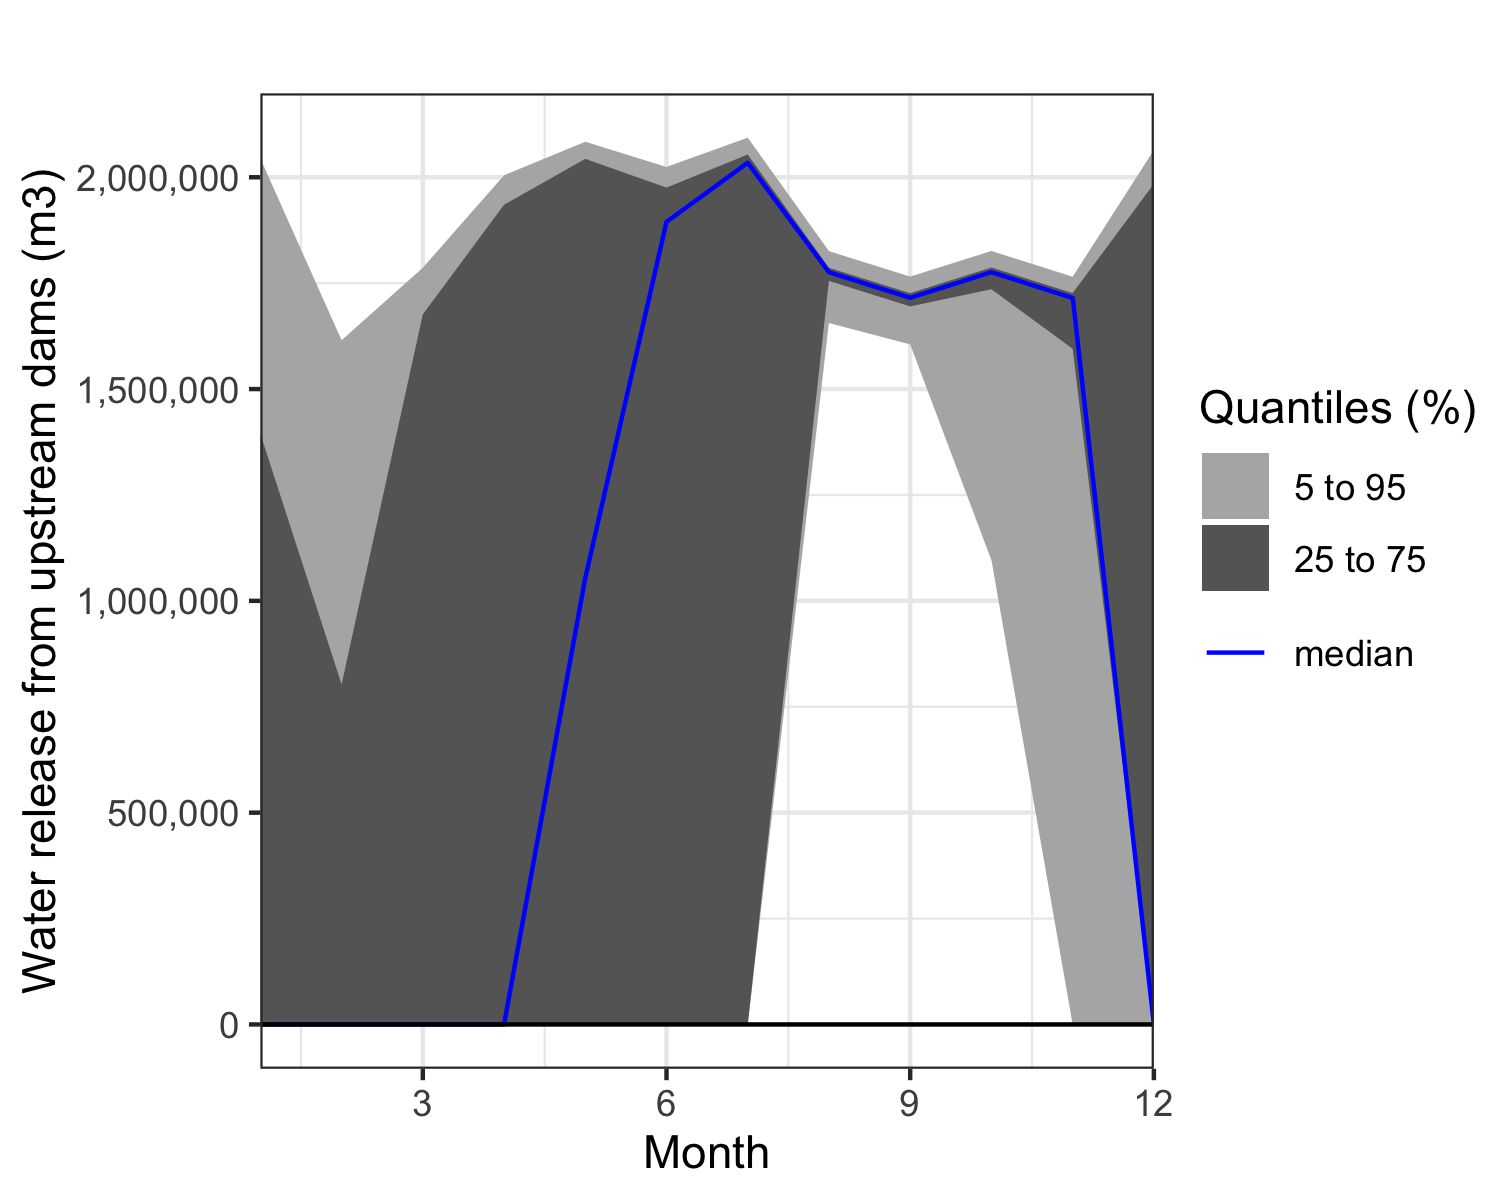 Water release from upstream dams (m3)
2,000,000
1,500,000
1,000,000
500,000
0
3 6 9 12
Month
Quantiles (%)
5 to 95
25 to 75
median